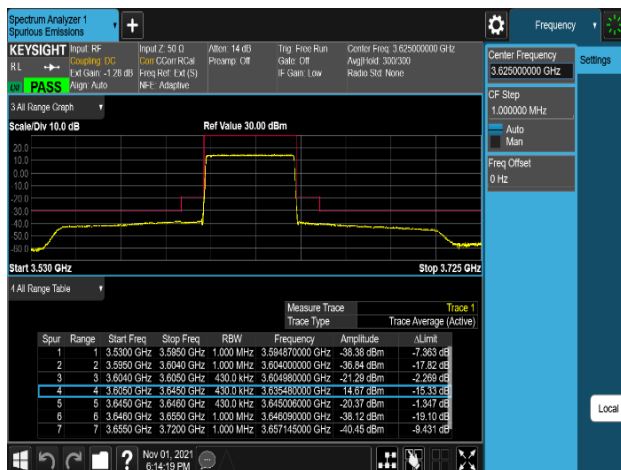 Spectrum Analyzer 1
Spurious Emissions
Frequency
KEYSIGHT Input: RF Input Z: 50 Ω Atten: 14 dB Trig: Free Run Center Freq: 3.625000000 GHz
RL Coupling: DC Corr CCorr RCal Preamp: Off Gate: Off Avg|Hold: 300/300
Ext Gain: -1.28 dB Freq Ref: Ext (S) IF Gain: Low Radio Std: None
PASS Align: Auto NFE: Adaptive
Center Frequency
3.625000000 GHz
Settings
CF Step
1.000000 MHz
Auto
Man
Freq Offset
0 Hz
3 All Range Graph
Scale/Div 10.0 dB Ref Value 30.00 dBm
20.0
10.0
0.00
-10.0
-20.0
-30.0
-40.0
-50.0
-60.0
Start 3.530 GHz Stop 3.725 GHz
4 All Range Table
Measure Trace Trace 1
Trace Type Trace Average (Active)
Spur Range Start Freq Stop Freq RBW Frequency Amplitude ΔLimit
1 1 3.5300 GHz 3.5950 GHz 1.000 MHz 3.594870000 GHz -38.38 dBm -7.363 dB
2 2 3.5950 GHz 3.6040 GHz 1.000 MHz 3.604000000 GHz -36.84 dBm -17.82 dB
3 3 3.6040 GHz 3.6050 GHz 430.0 kHz 3.604980000 GHz -21.29 dBm -2.269 dB
4 4 3.6050 GHz 3.6450 GHz 430.0 kHz 3.635480000 GHz 14.67 dBm -15.33 dB
5 5 3.6450 GHz 3.6460 GHz 430.0 kHz 3.645006000 GHz -20.37 dBm -1.347 dB
6 6 3.6460 GHz 3.6550 GHz 1.000 MHz 3.646090000 GHz -38.12 dBm -19.10 dB
7 7 3.6550 GHz 3.7200 GHz 1.000 MHz 3.657145000 GHz -40.45 dBm -9.431 dB
Local
Nov 01, 2021
6:14:19 PM